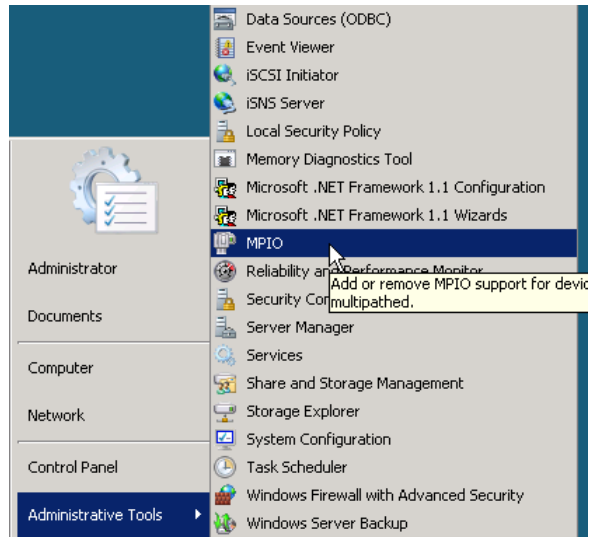 Data Sources (ODBC)
Event Viewer
iSCSI Initiator
iSNS Server
Local Security Policy
Memory Diagnostics Tool
Microsoft .NET Framework 1.1 Configuration
Microsoft .NET Framework 1.1 Wizards
MPIO
Reliability and Performance Monitor
Add or remove MPIO support for devic
Security Con
multipathed.
Server Manager
Services
Share and Storage Management
Storage Explorer
System Configuration
Task Scheduler
Windows Firewall with Advanced Security
Windows Server Backup
Administrator
Documents
Computer
Network
Control Panel
Administrative Tools